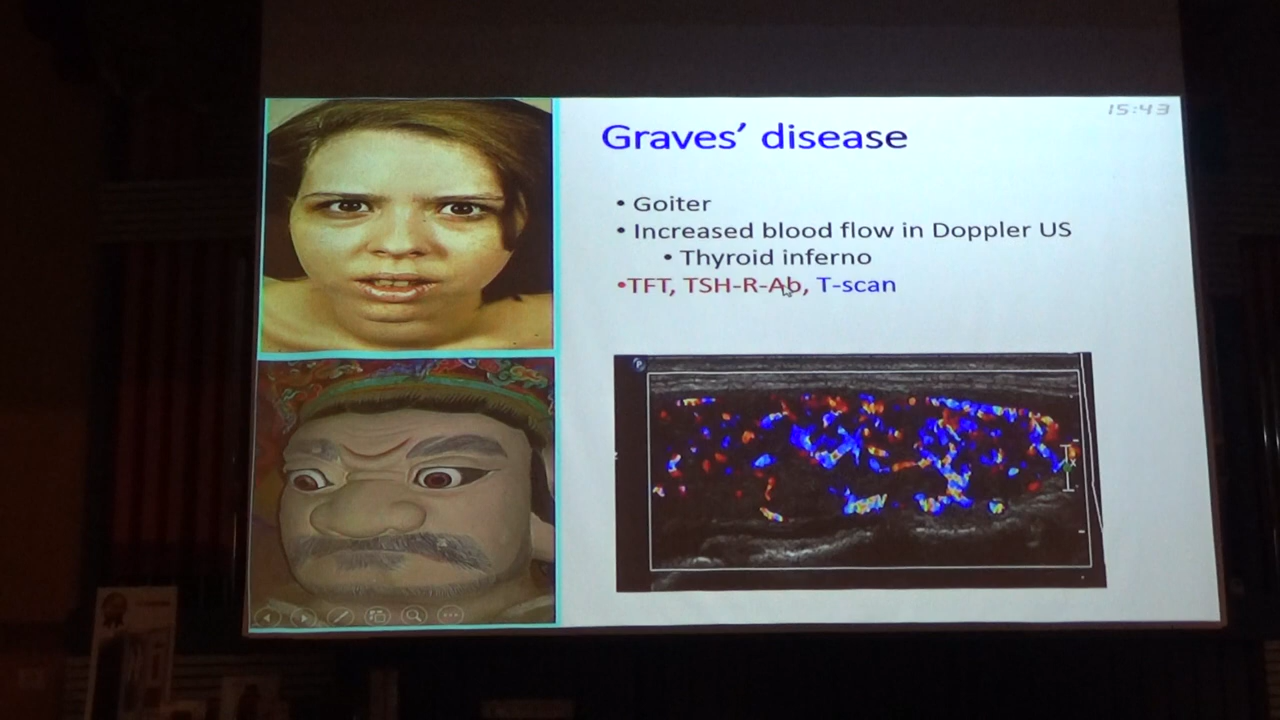 15:43
Graves’ disease
• Goiter
• Increased blood flow in Doppler US
• Thyroid inferno
•TFT, TSH-R-Ab, T-scan
P
x